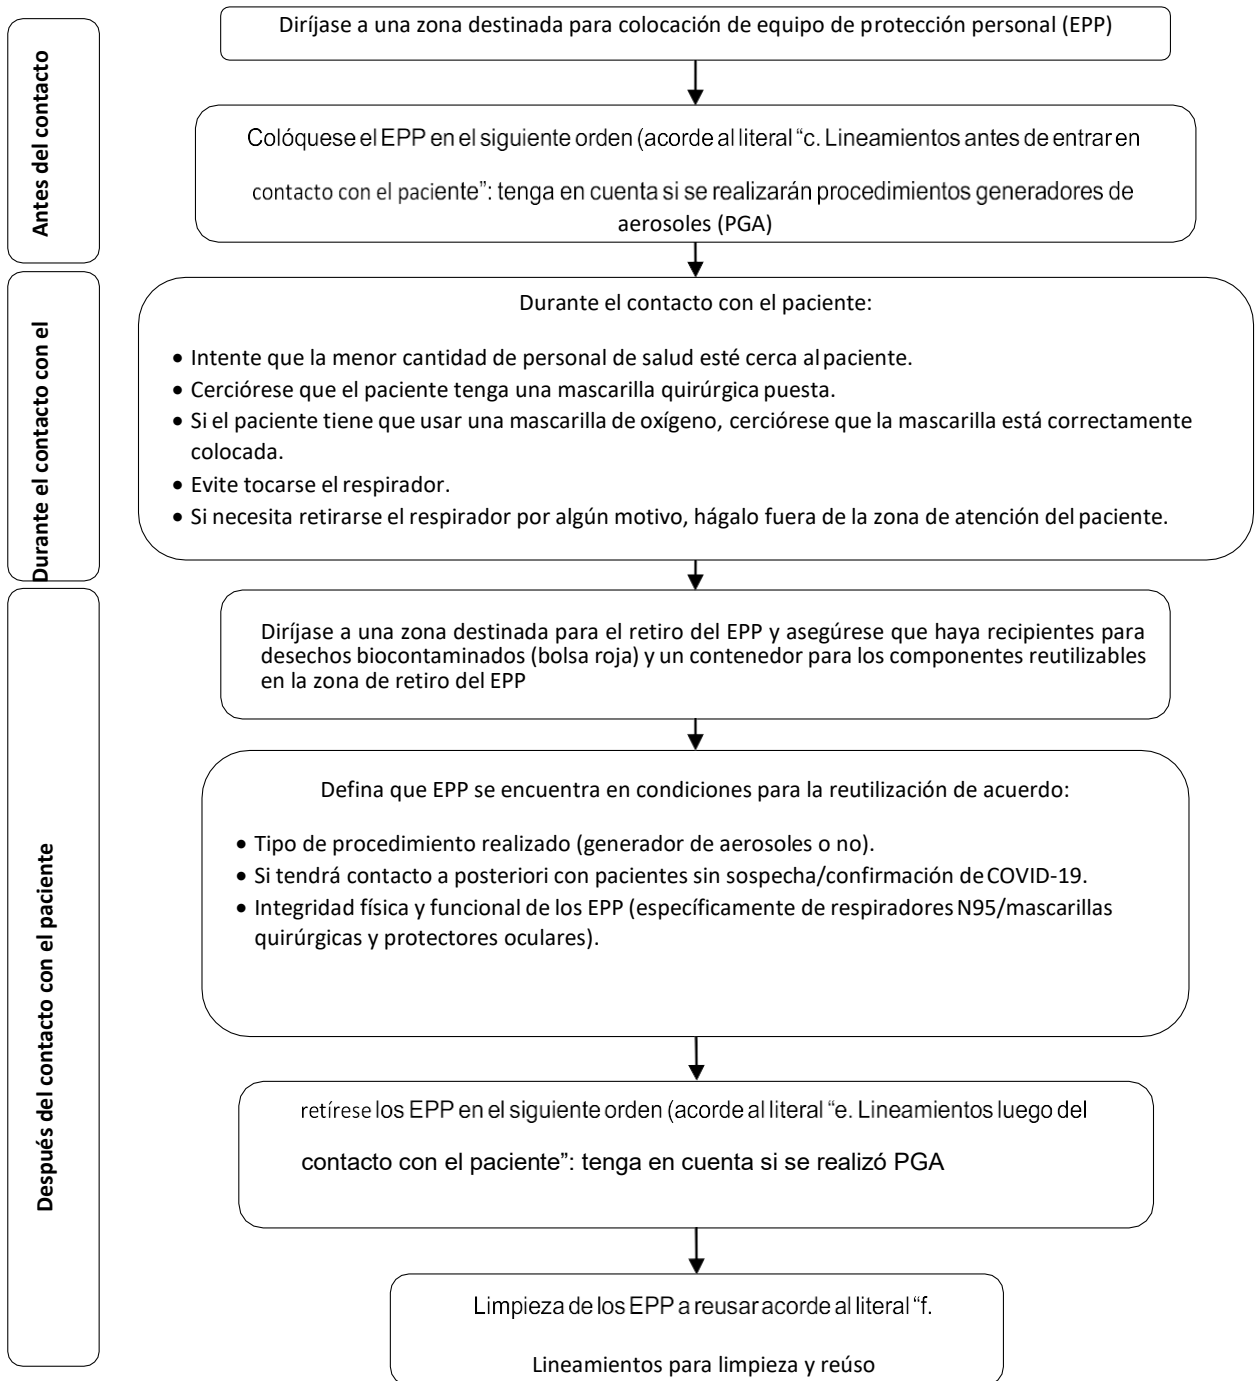 Antes del contacto
Diríjase a una zona destinada para colocación de equipo de protección personal (EPP)
Colóquese el EPP en el siguiente orden (acorde al literal “c. Lineamientos antes de entrar en
contacto con el paciente”: tenga en cuenta si se realizarán procedimientos generadores de
aerosoles (PGA)
Durante el contacto con el
Durante el contacto con el paciente:
• Intente que la menor cantidad de personal de salud esté cerca al paciente.
• Cerciórese que el paciente tenga una mascarilla quirúrgica puesta.
• Si el paciente tiene que usar una mascarilla de oxígeno, cerciórese que la mascarilla está correctamente
colocada.
• Evite tocarse el respirador.
• Si necesita retirarse el respirador por algún motivo, hágalo fuera de la zona de atención del paciente.
Después del contacto con el paciente
Diríjase a una zona destinada para el retiro del EPP y asegúrese que haya recipientes para
desechos biocontaminados (bolsa roja) y un contenedor para los componentes reutilizables
en la zona de retiro del EPP
Defina que EPP se encuentra en condiciones para la reutilización de acuerdo:
• Tipo de procedimiento realizado (generador de aerosoles o no).
• Si tendrá contacto a posteriori con pacientes sin sospecha/confirmación de COVID-19.
• Integridad física y funcional de los EPP (específicamente de respiradores N95/mascarillas
quirúrgicas y protectores oculares).
retírese los EPP en el siguiente orden (acorde al literal “e. Lineamientos luego del
contacto con el paciente”: tenga en cuenta si se realizó PGA
Limpieza de los EPP a reusar acorde al literal “f.
Lineamientos para limpieza y reúso